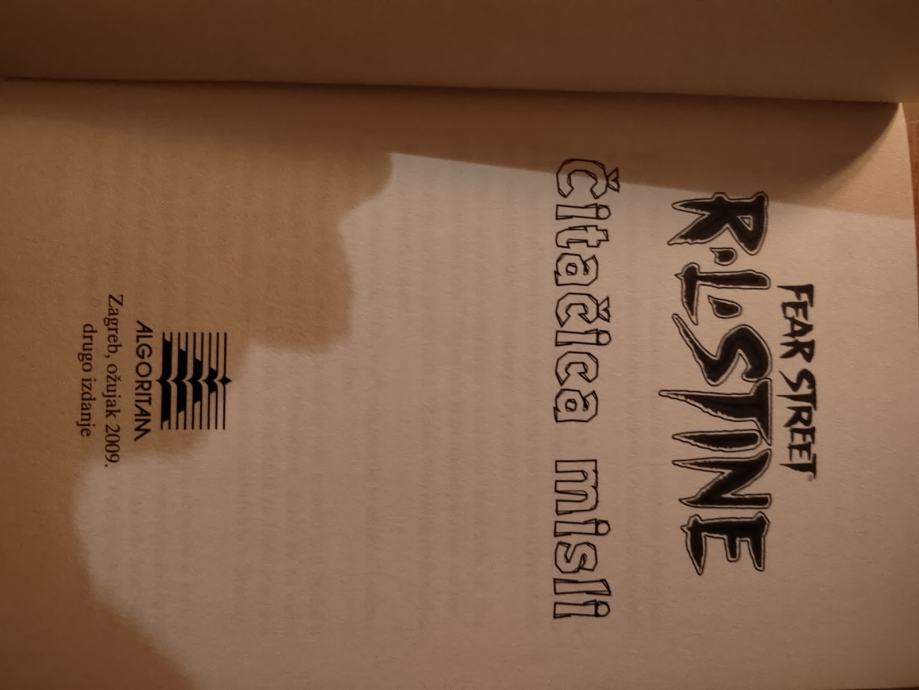 FEAR STREET®
R·L·STINE
Čitačica misli
ALGORITAM
Zagreb, ožujak 2009.
drugo izdanje